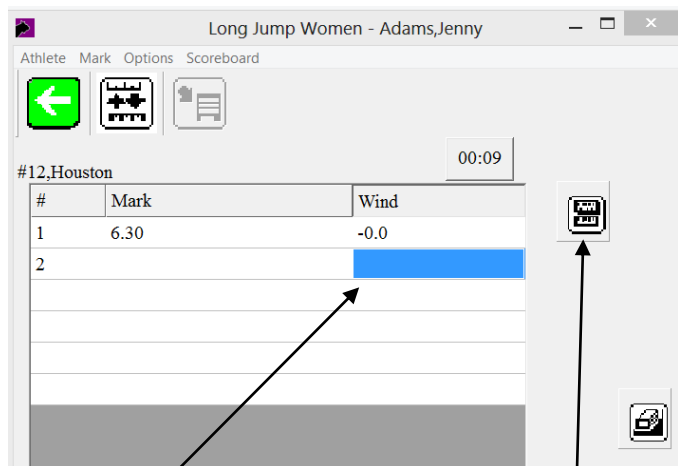 Long Jump Women - Adams,Jenny
Athlete Mark Options Scoreboard
00:09
#12,Houston
# Mark Wind
1 6.30 -0.0
2